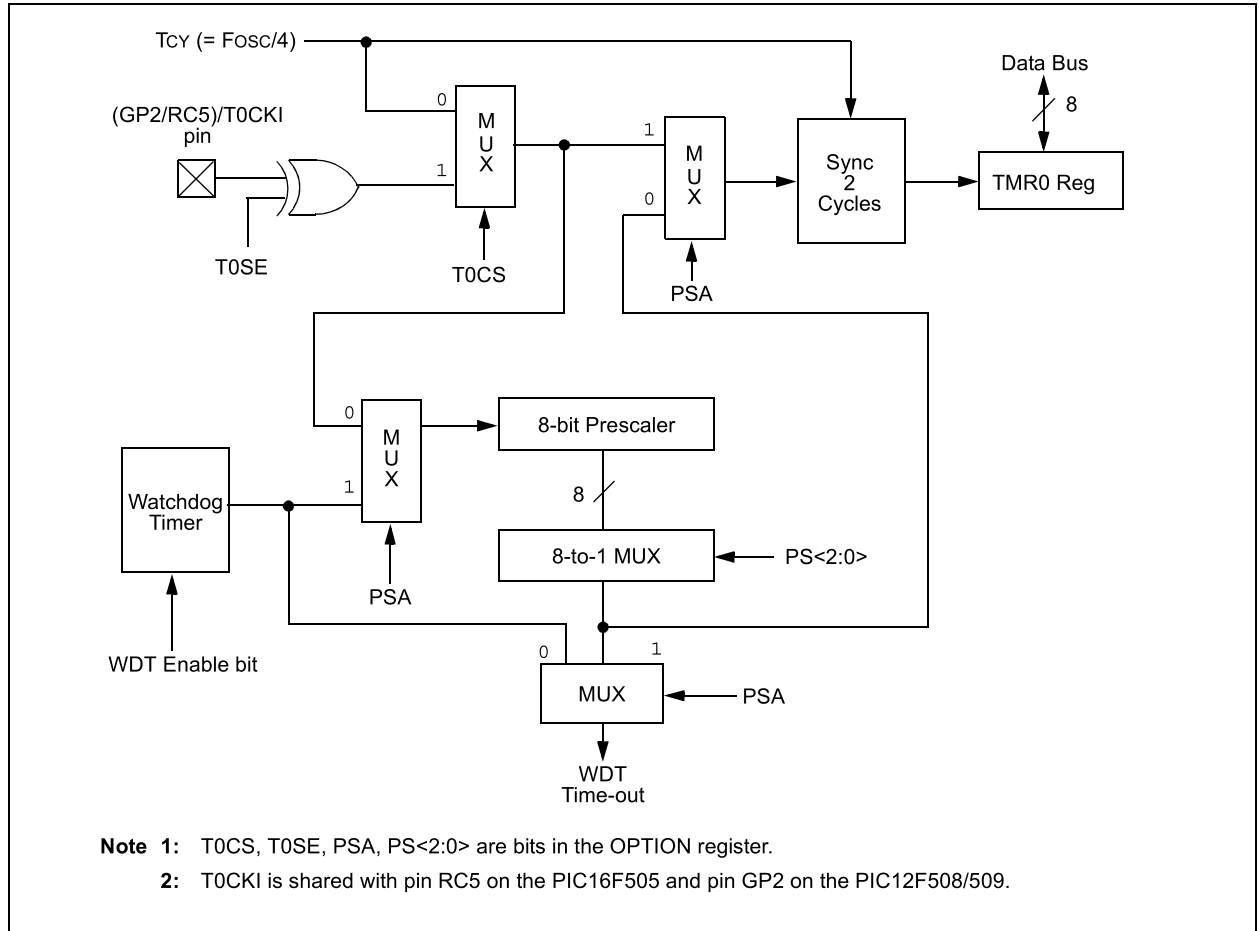 TCY (= FOSC/4)
Data Bus
8
(GP2/RC5)/T0CKI
pin
0
1
MUX
T0SE
T0CS
1
0
MUX
PSA
Sync
2
Cycles
TMR0 Reg
0
1
MUX
PSA
8-bit Prescaler
8
Watchdog
Timer
8-to-1 MUX
PS<2:0>
WDT Enable bit
0
1
MUX
PSA
WDT
Time-out
Note 1: T0CS, T0SE, PSA, PS<2:0> are bits in the OPTION register.
2: T0CKI is shared with pin RC5 on the PIC16F505 and pin GP2 on the PIC12F508/509.